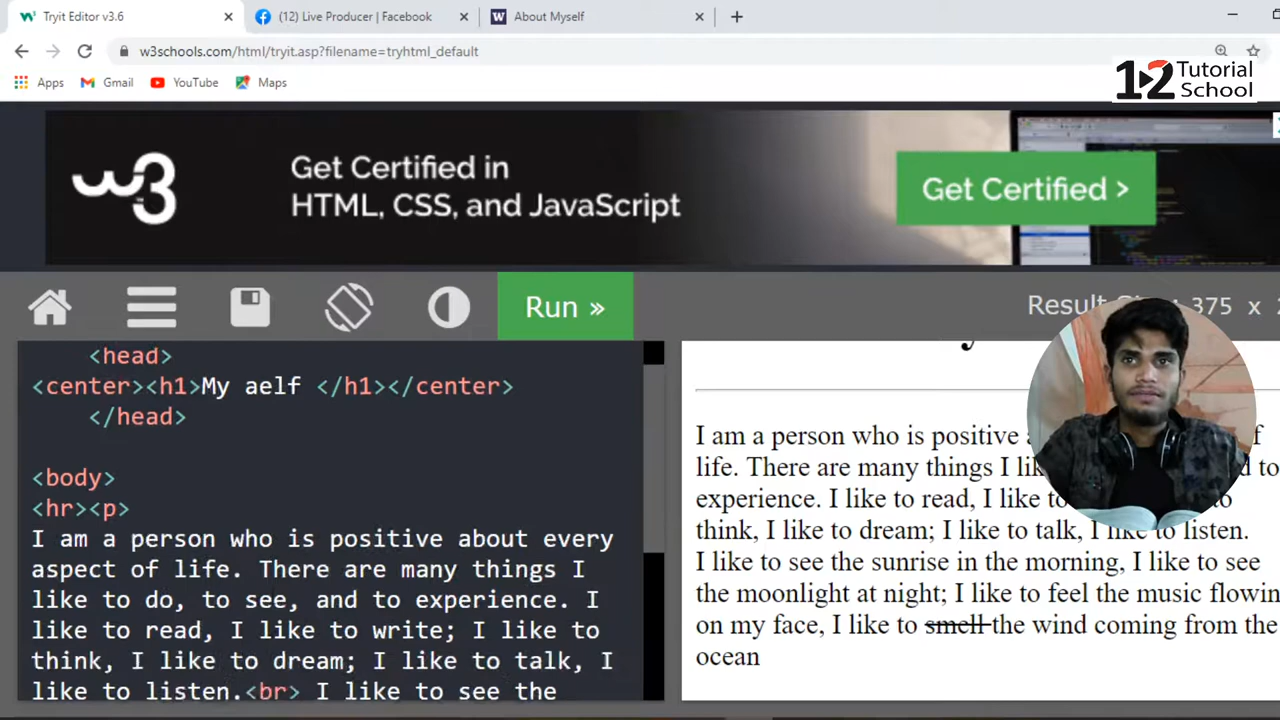 Tryit Editor v3.6
(12) Live Producer | Facebook
About Myself
w3schools.com/html/tryit.asp?filename=tryhtml_default
Apps
Gmail
YouTube
Maps
12 Tutorial
School
w3
Get Certified in
HTML, CSS, and JavaScript
Get Certified >
Run »
Result Size: 375 x
<head>
<center><h1>My aelf </h1></center>
</head>
<body>
<hr><p>
I am a person who is positive about every
aspect of life. There are many things I
like to do, to see, and to experience. I
like to read, I like to write; I like to
think, I like to dream; I like to talk, I
like to listen.<br> I like to see the
I am a person who is positive
life. There are many things I
experience. I like to read, I like to
think, I like to dream; I like to talk, I like to listen.
I like to see the sunrise in the morning, I like to see
the moonlight at night; I like to feel the music
on my face, I like to smell the wind coming from the
ocean